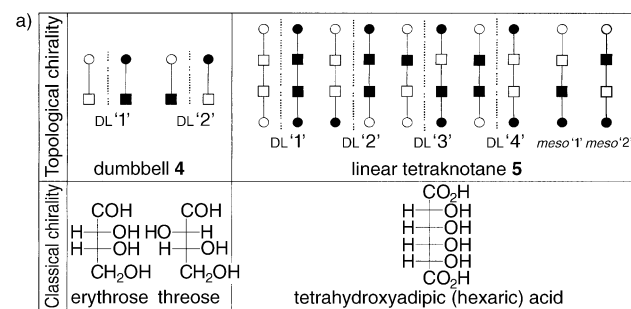 a)
Topological chirality
DL '1' DL '2'
dumbbell 4
DL '1' DL '2' DL '3' DL '4' meso '1' meso '2'
linear tetraknotane 5
Classical chirality
COH
H OH
H OH
CH2OH
erythrose
COH
HO H
H OH
CH2OH
threose
CO2H
H OH
H OH
H OH
H OH
CO2H
tetrahydroxyadipic (hexaric) acid